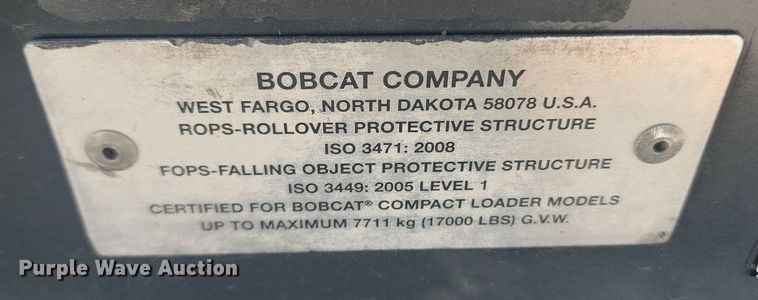 BOBCAT COMPANY
WEST FARGO, NORTH DAKOTA 58078 U.S.A.
ROPS-ROLLOVER PROTECTIVE STRUCTURE
ISO 3471: 2008
FOPS-FALLING OBJECT PROTECTIVE STRUCTURE
ISO 3449: 2005 LEVEL 1
CERTIFIED FOR BOBCAT® COMPACT LOADER MODELS
UP TO MAXIMUM 7711 kg (17000 LBS) G.V.W.
Purple Wave Auction